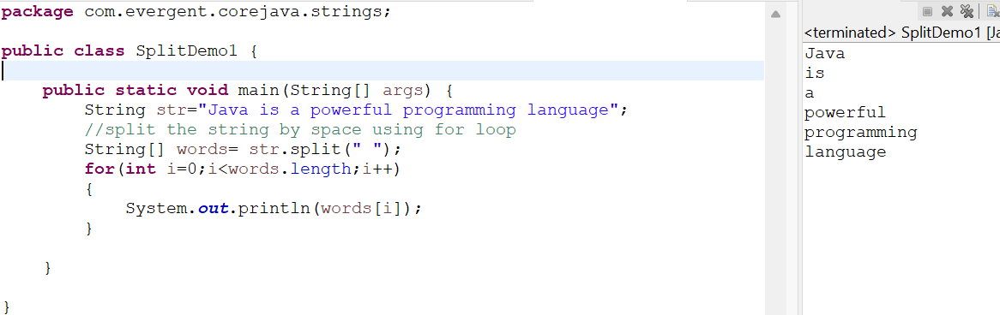 package com.evergent.corejava.strings;
public class SplitDemo1 {
public static void main(String[] args) {
String str="Java is a powerful programming language";
//split the string by space using for loop
String[] words= str.split(" ");
for(int i=0;i<words.length;i++)
{
System.out.println(words[i]);
}
}
}
<terminated> SplitDemo1 [Ja
Java
is
a
powerful
programming
language